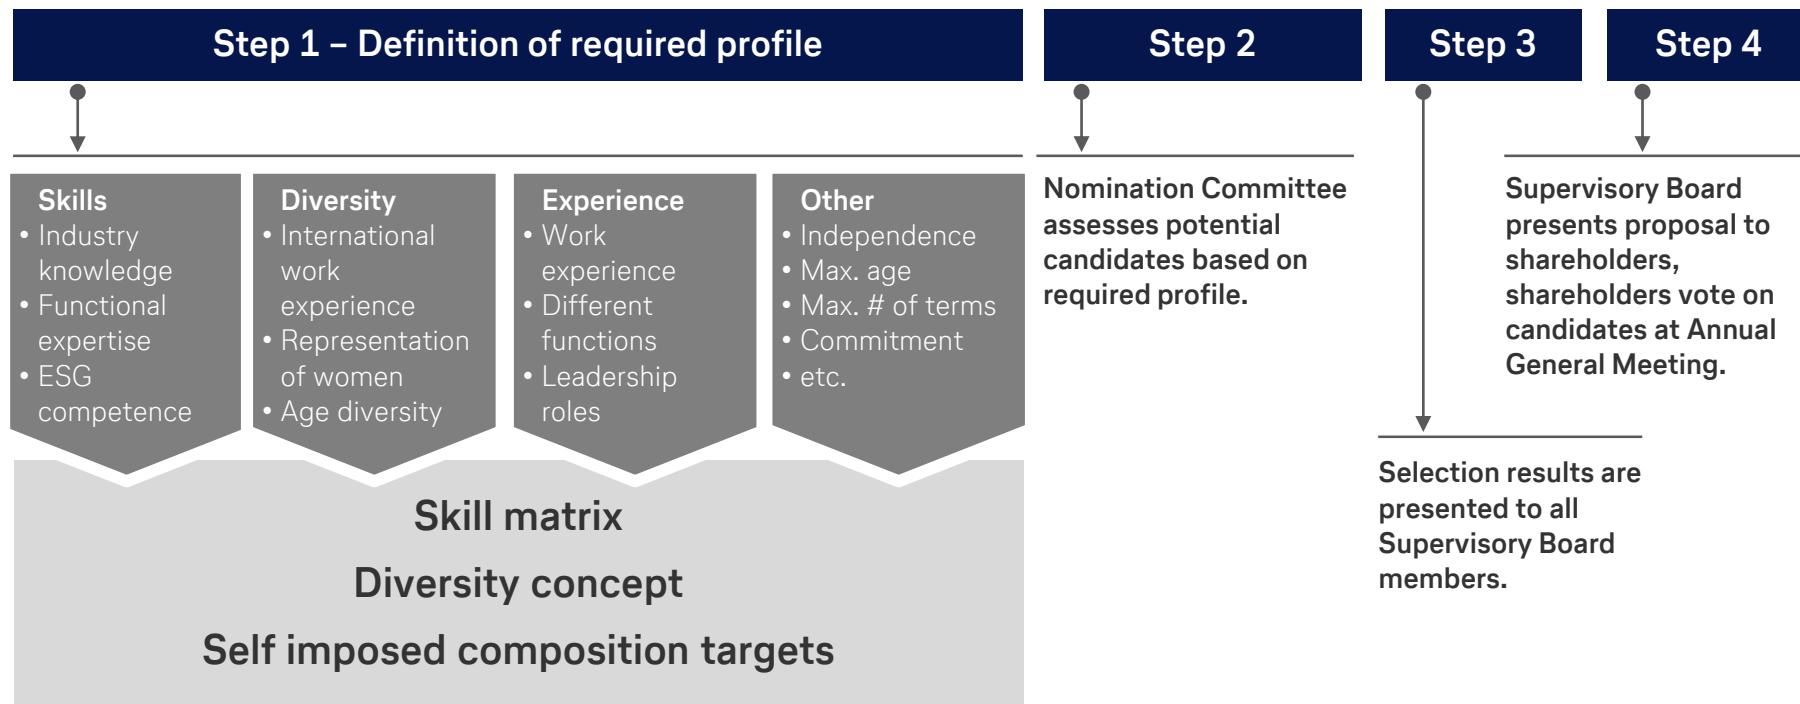 Step 1 – Definition of required profile
Skills
• Industry
knowledge
• Functional
expertise
• ESG
competence
Diversity
• International
work
experience
• Representation
of women
• Age diversity
Experience
• Work
experience
• Different
functions
• Leadership
roles
Other
• Independence
• Max. age
• Max. # of terms
• Commitment
• etc.
Skill matrix
Diversity concept
Self imposed composition targets
Step 2
Nomination Committee
assesses potential
candidates based on
required profile.
Step 3
Selection results are
presented to all
Supervisory Board
members.
Step 4
Supervisory Board
presents proposal to
shareholders,
shareholders vote on
candidates at Annual
General Meeting.